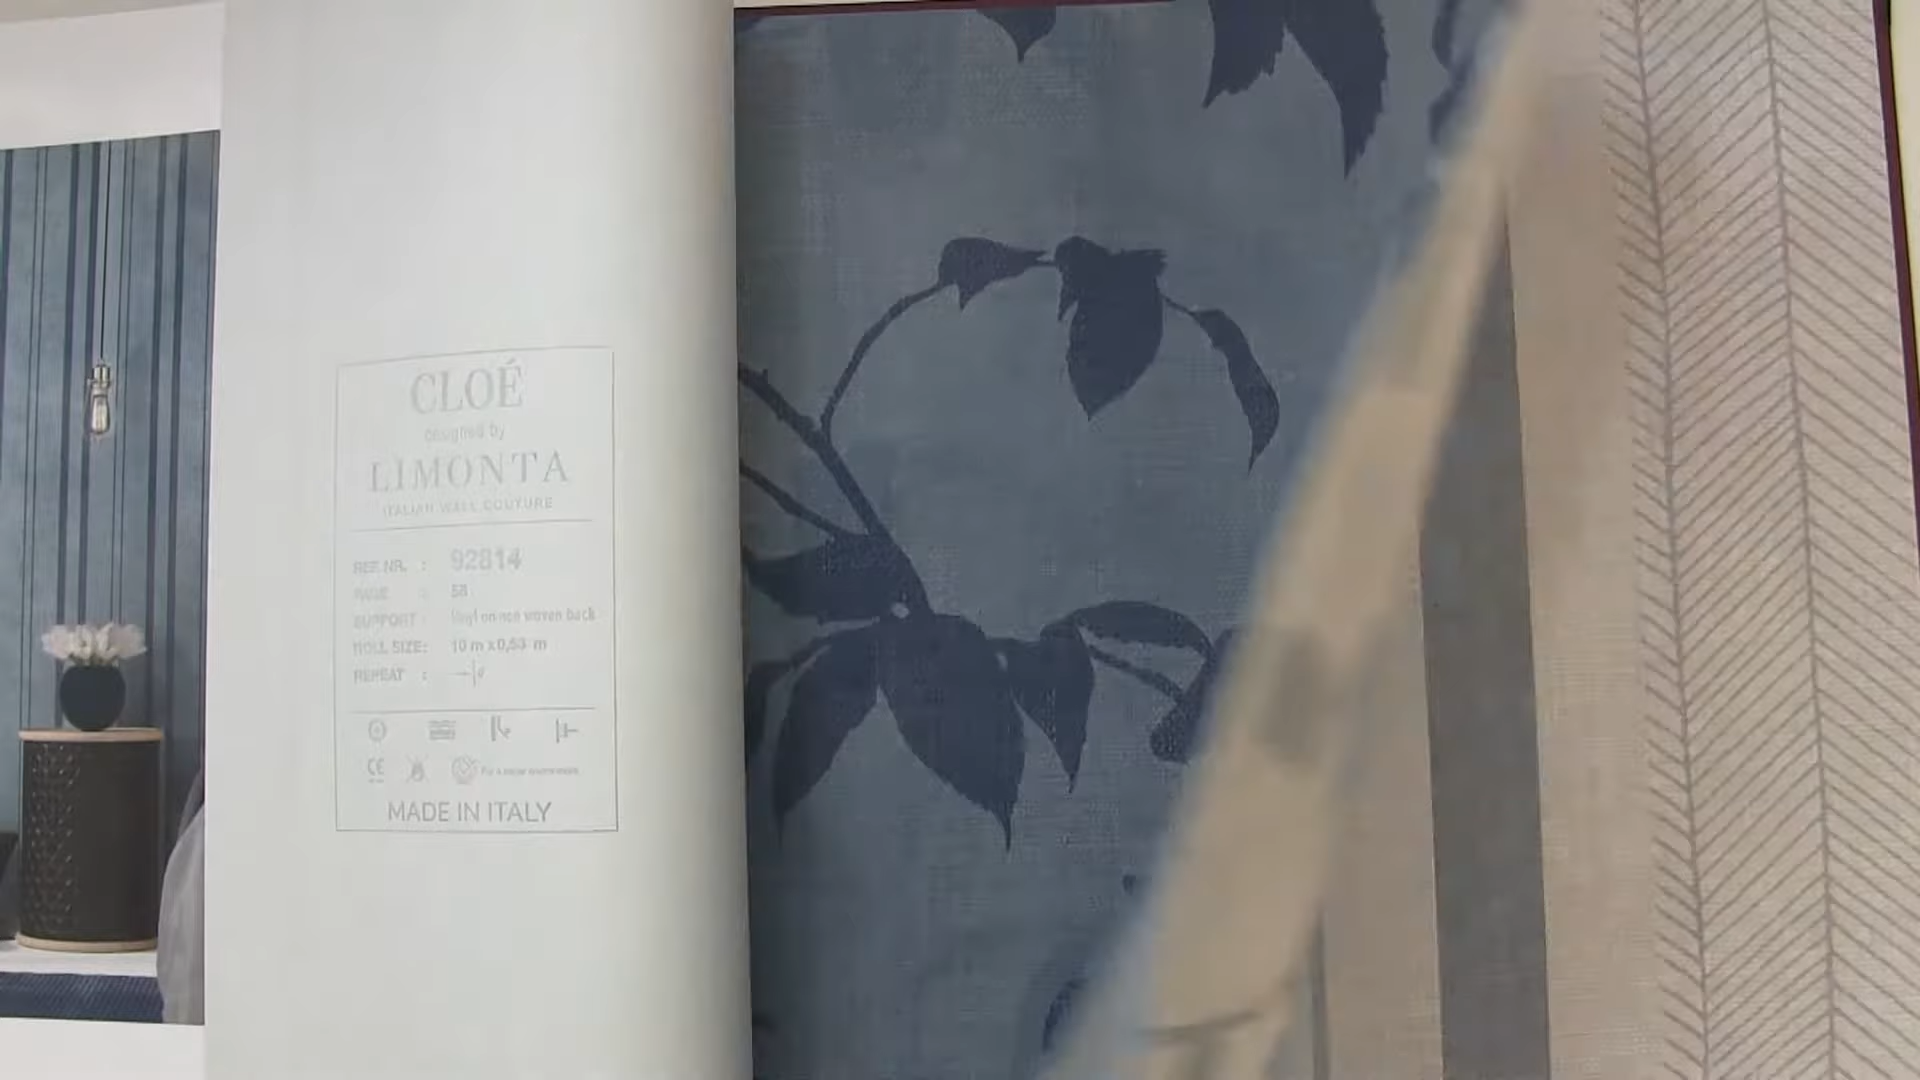 CLOÉ
designed by
LIMONTA
ITALIAN WALL COUTURE
REF. NR. : 92814
PAGE : 58
SUPPORT : Vinyl on non woven back
ROLL SIZE: 10 m x 0,53 m
REPEAT :
CE
MADE IN ITALY